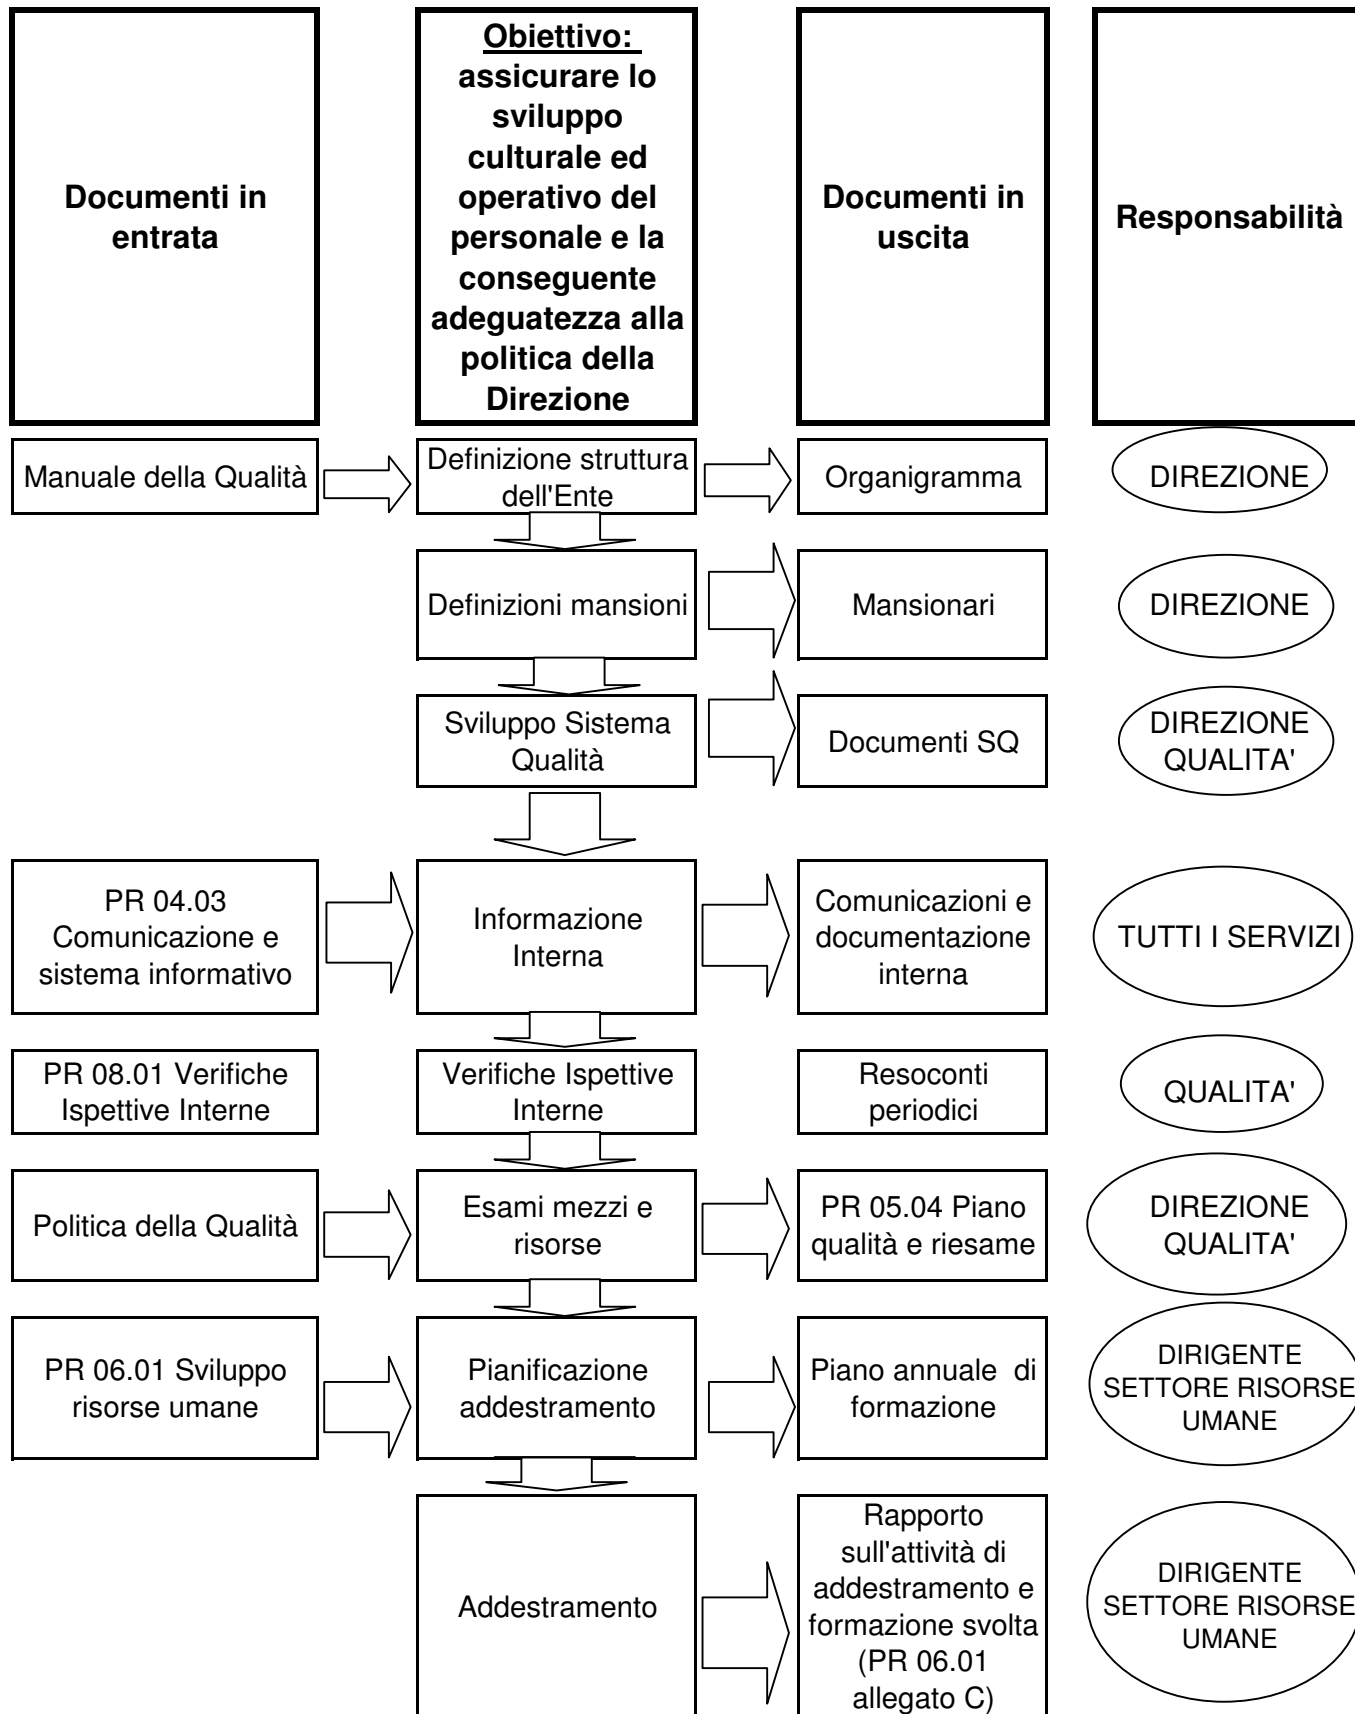 Documenti in
entrata
Obiettivo:
assicurare lo
sviluppo
culturale ed
operativo del
personale e la
conseguente
adeguatezza alla
politica della
Direzione
Documenti in
uscita
Responsabilità
Manuale della Qualità
Definizione struttura
dell'Ente
Organigramma
DIREZIONE
Definizioni mansioni
Mansionari
DIREZIONE
Sviluppo Sistema
Qualità
Documenti SQ
DIREZIONE
QUALITA'
PR 04.03
Comunicazione e
sistema informativo
Informazione
Interna
Comunicazioni e
documentazione
interna
TUTTI I SERVIZI
PR 08.01 Verifiche
Ispettive Interne
Verifiche Ispettive
Interne
Resoconti
periodici
QUALITA'
Politica della Qualità
Esami mezzi e
risorse
PR 05.04 Piano
qualità e riesame
DIREZIONE
QUALITA'
PR 06.01 Sviluppo
risorse umane
Pianificazione
addestramento
Piano annuale  di
formazione
DIRIGENTE
SETTORE RISORSE
UMANE
Addestramento
Rapporto
sull'attività di
addestramento e
formazione svolta
(PR 06.01
allegato C)
DIRIGENTE
SETTORE RISORSE
UMANE